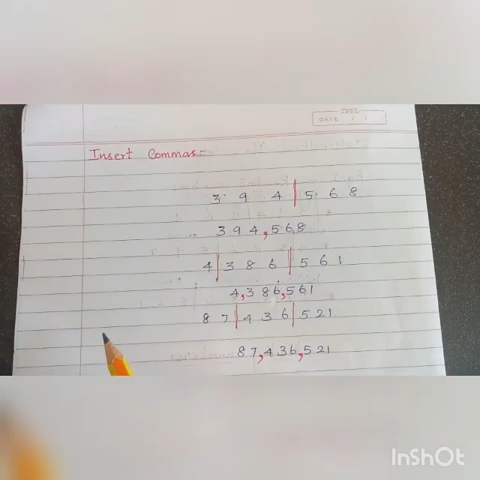 DATE
Insert Commas:-
3 9 4 | 5 6 8
394,568
4 | 3 8 6 | 5 6 1
4,386,561
8 7 | 4 3 6 | 5 2 1
87,436,521
InShOt